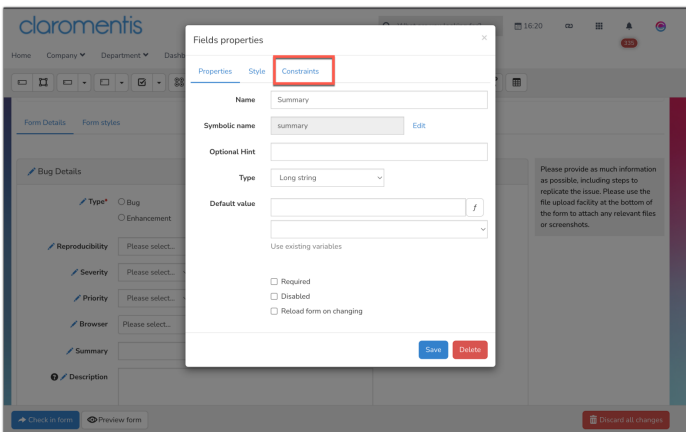 claromentis
16:20
335
Home Company Department Dashb
Form Details Form styles
Bug Details
Type* Bug
Enhancement
Reproducibility Please select...
Severity Please select...
Priority Please select...
Browser Please select...
Summary
Description
Check in form Preview form
Discard all changes
Please provide as much information
as possible, including steps to
replicate the issue. Please use the
file upload facility at the bottom of
the form to attach any relevant files
or screenshots.
Fields properties ×
Properties Style Constraints
Name Summary
Symbolic name summary Edit
Optional Hint
Type Long string
Default value f
Use existing variables
Required
Disabled
Reload form on changing
Save Delete